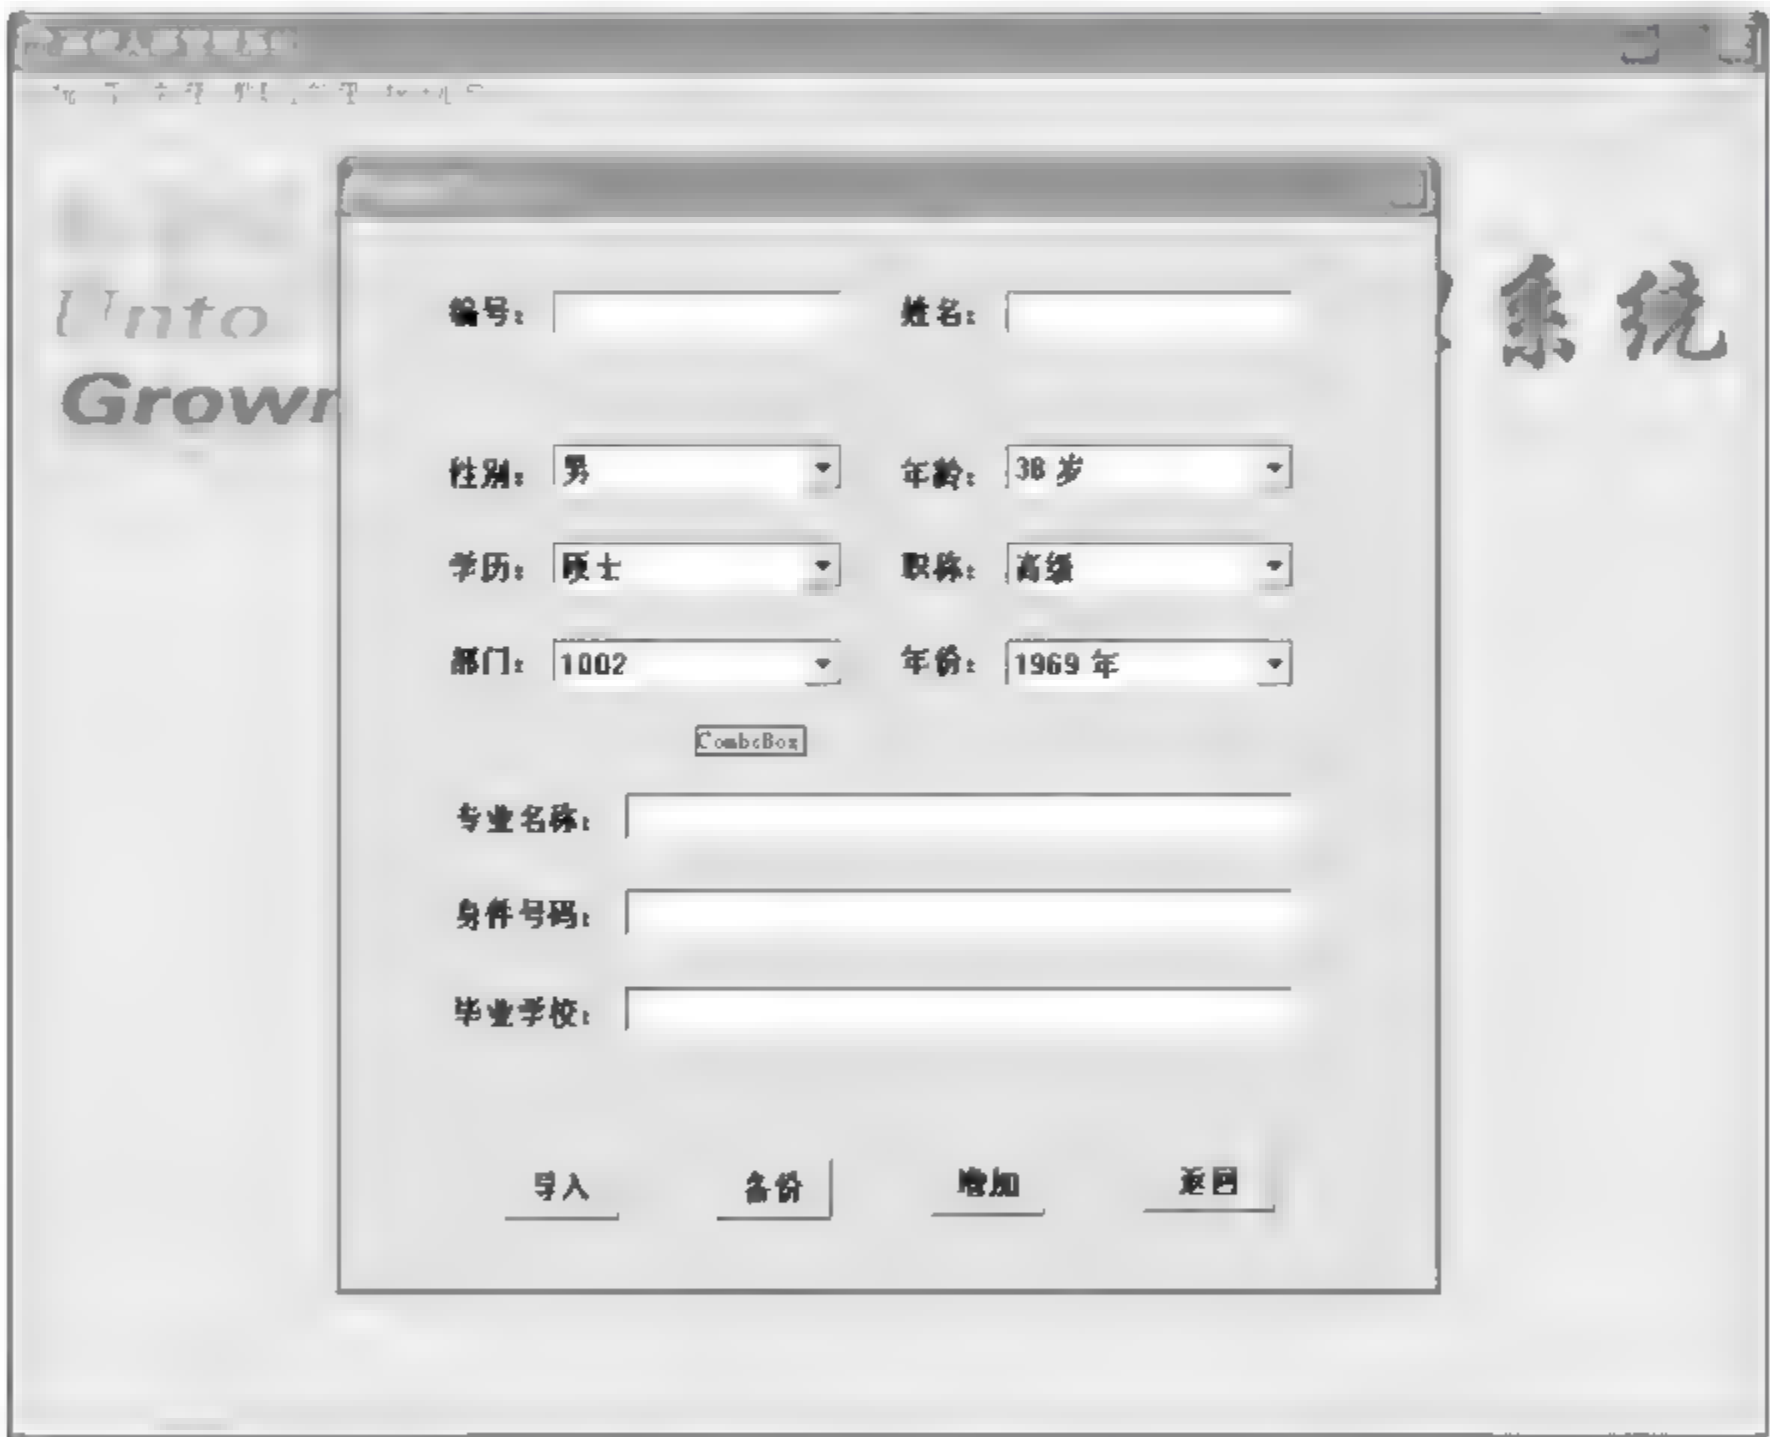 Unto
Grown
系统
编号： 姓名：
性别： 男 年龄： 38 岁
学历： 硕士 职称： 高级
部门： 1002 年份： 1969 年
ComboBox
专业名称：
身件号码：
毕业学校：
导入 备份 增加 返回